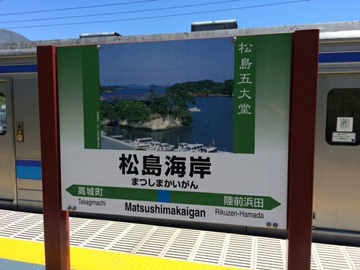 松島五大堂
松島海岸
まつしまかいがん
高城町
Takagimachi
Matsushimakaigan
陸前浜田
Rikuzen-Hamada